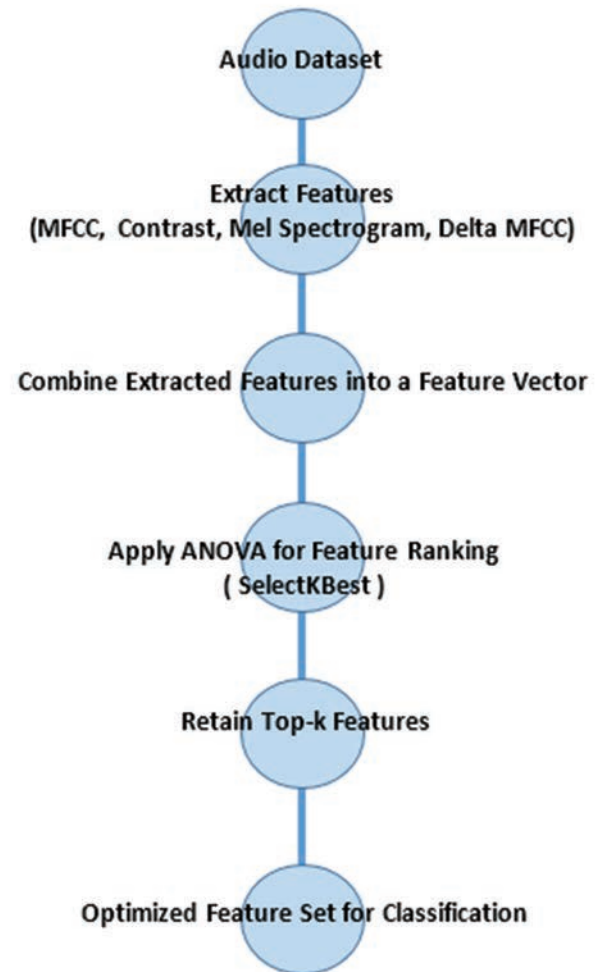 Audio Dataset
Extract Features
(MFCC, Contrast, Mel Spectrogram, Delta MFCC)
Combine Extracted Features into a Feature Vector
Apply ANOVA for Feature Ranking
( SelectKBest )
Retain Top-k Features
Optimized Feature Set for Classification